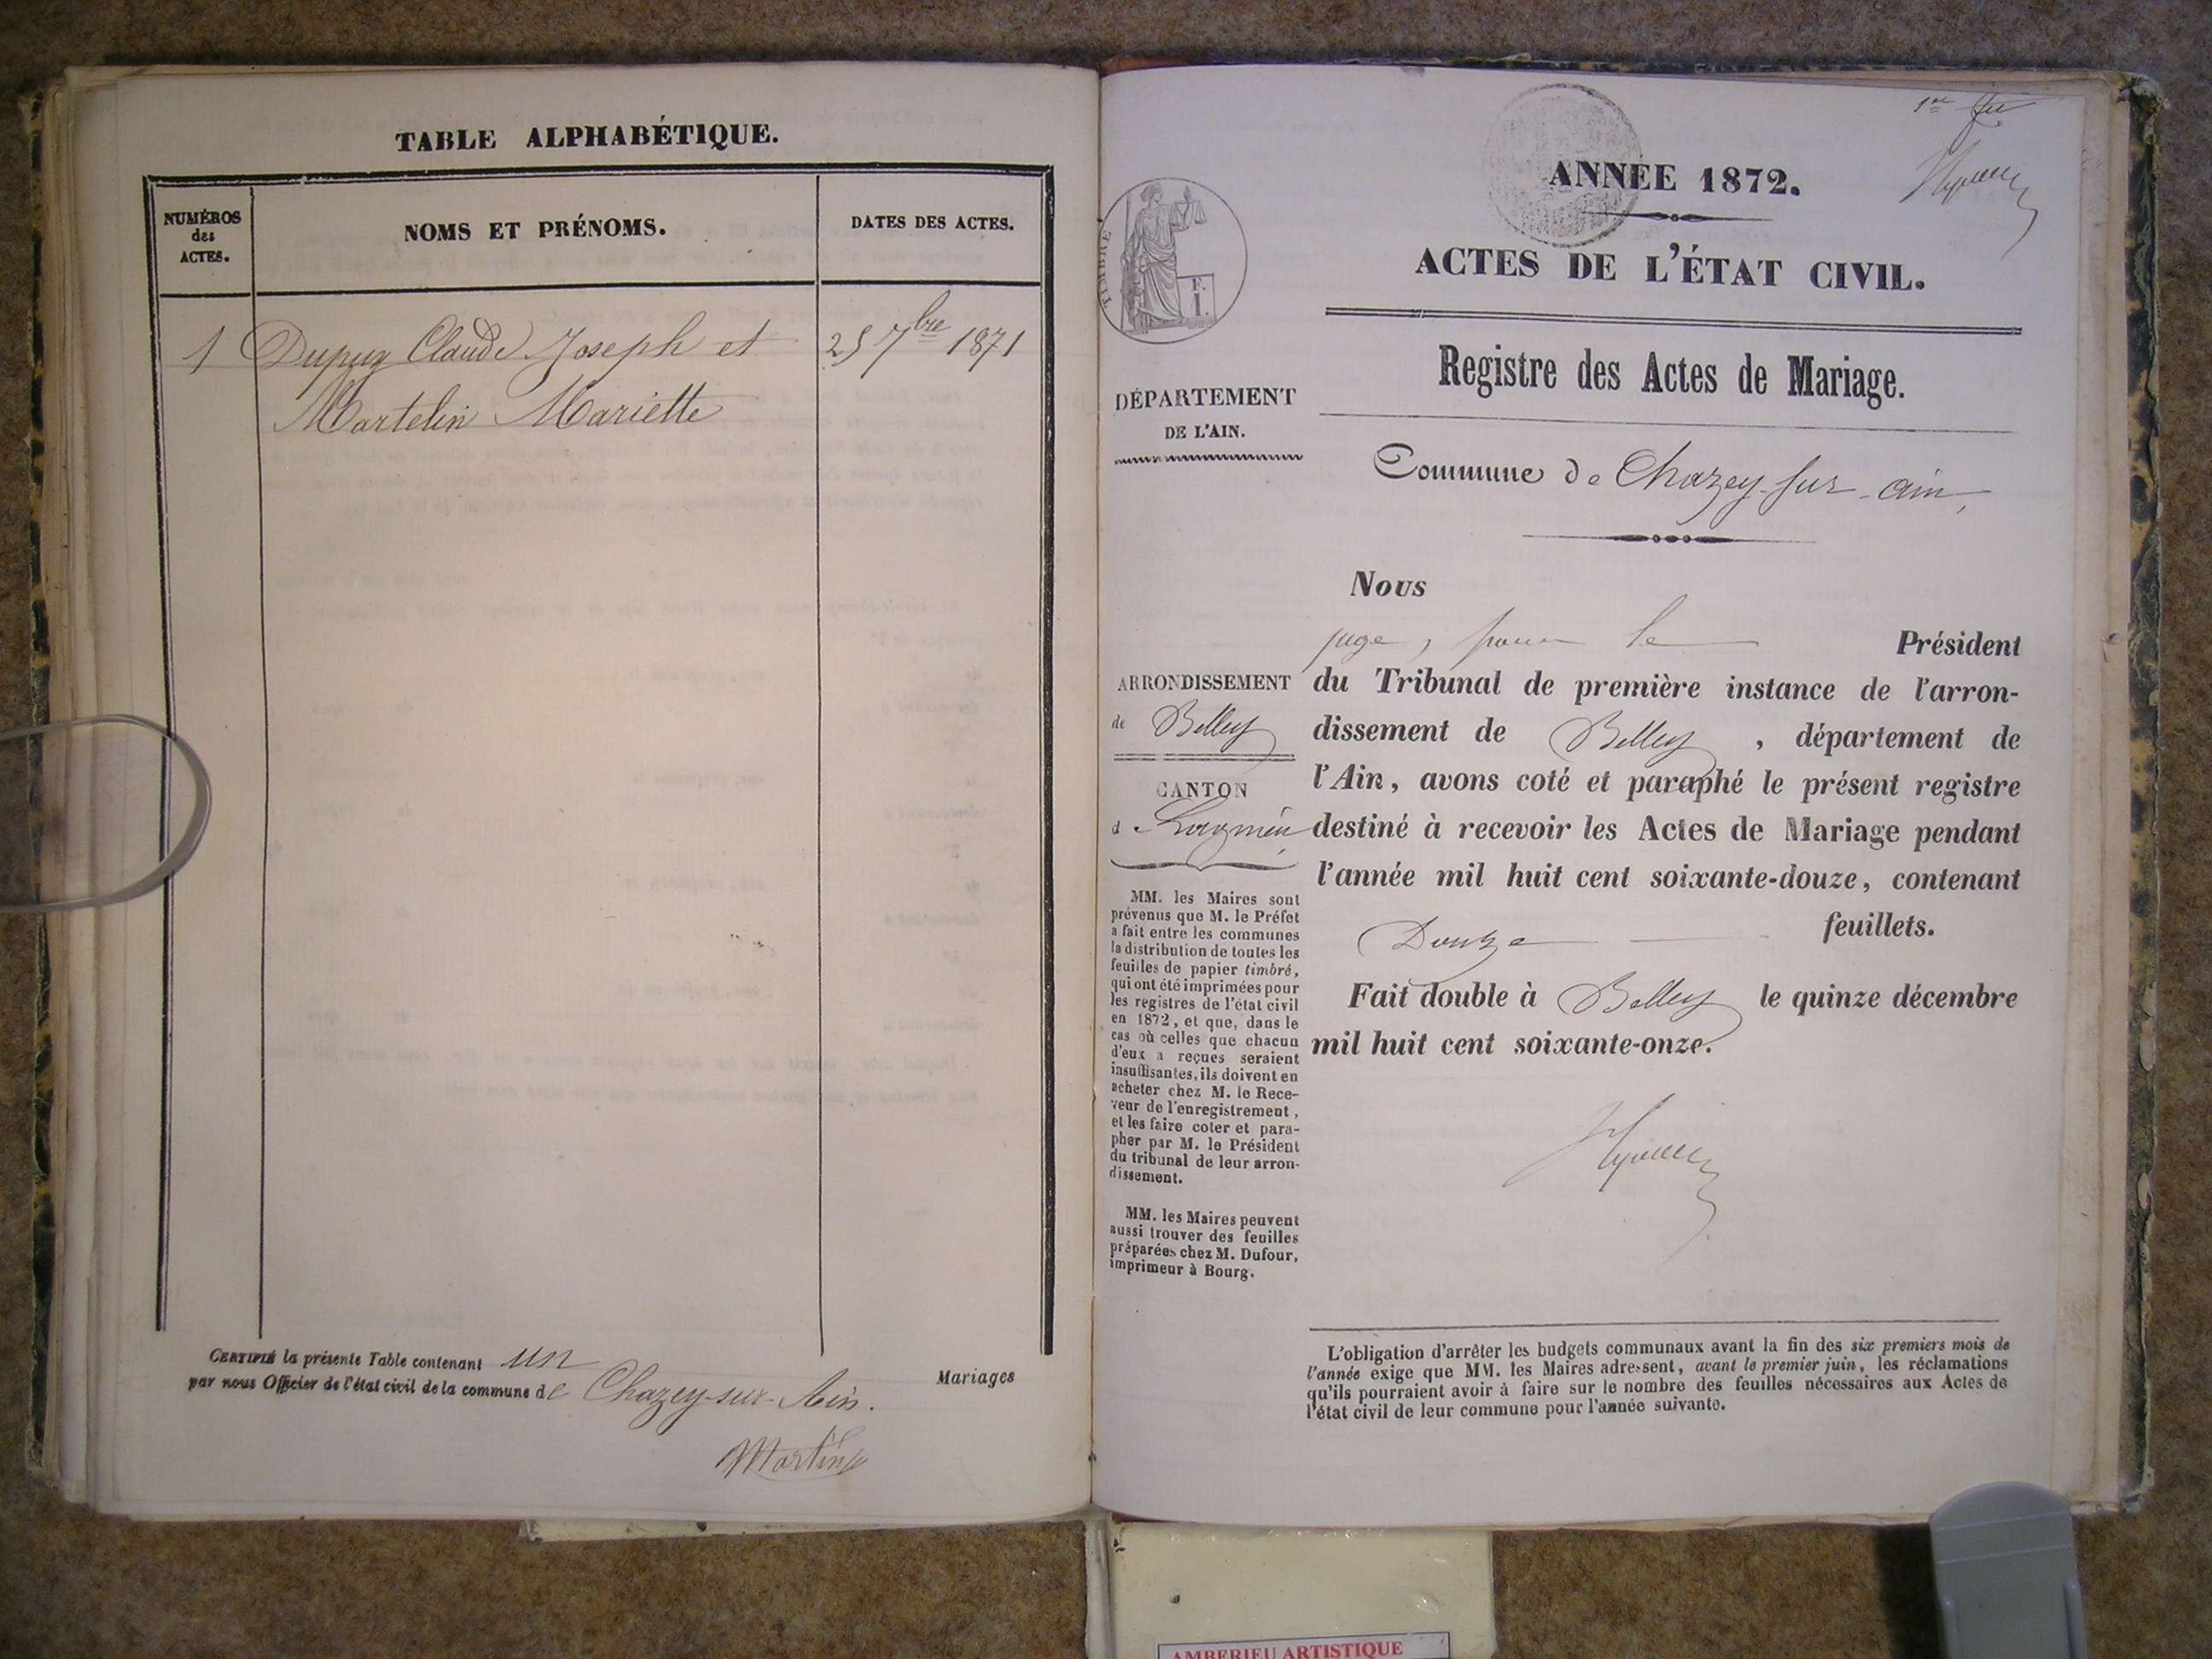 TABLE ALPHABÉTIQUE.
NUMÉROS
des
ACTES.
NOMS ET PRÉNOMS.
DATES DES ACTES.
1 Dupuy Claude Joseph et 25 7bre 1871
Martelin Mariette
CERTIFIÉ la présente Table contenant un Mariages
par nous Officier de l'état civil de la commune de Chazey-sur-Ain.
Martin
1er
ANNÉE 1872.
ACTES DE L'ÉTAT CIVIL.
TIMBRE
F.
1.
Registre des Actes de Mariage.
DÉPARTEMENT
DE L'AIN.
Commune de Chazey-sur-ain,
ARRONDISSEMENT
de Belley
CANTON
d
MM. les Maires sont
prévenus que M. le Préfet
a fait entre les communes
la distribution de toutes les
feuilles de papier timbré,
qui ont été imprimées pour
les registres de l'état civil
en 1872, et que, dans le
cas où celles que chacun
d'eux a reçues seraient
insuffisantes, ils doivent en
acheter chez M. le Rece-
veur de l'enregistrement,
et les faire coter et para-
pher par M. le Président
du tribunal de leur arron-
dissement.
MM. les Maires peuvent
aussi trouver des feuilles
préparées chez M. Dufour,
imprimeur à Bourg.
Nous
juge, pour le Président
du Tribunal de première instance de l'arron-
dissement de Belley, département de
l'Ain, avons coté et paraphé le présent registre
destiné à recevoir les Actes de Mariage pendant
l'année mil huit cent soixante-douze, contenant
Douze feuillets.
Fait double à Belley le quinze décembre
mil huit cent soixante-onze.
L'obligation d'arrêter les budgets communaux avant la fin des six premiers mois de
l'année exige que MM. les Maires adressent, avant le premier juin, les réclamations
qu'ils pourraient avoir à faire sur le nombre des feuilles nécessaires aux Actes de
l'état civil de leur commune pour l'année suivante.
AMBERIEU ARTISTIQUE